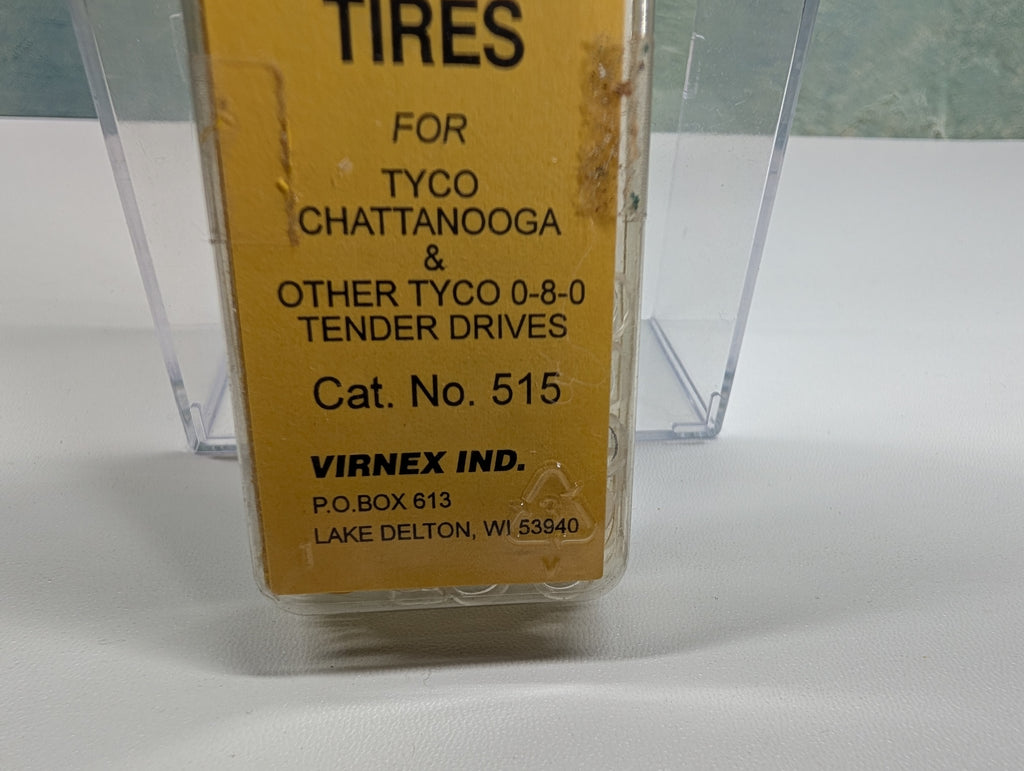 TIRES
FOR
TYCO
CHATTANOOGA
&
OTHER TYCO 0-8-0
TENDER DRIVES
Cat. No. 515
VIRNEX IND.
P.O.BOX 613
LAKE DELTON, WI 53940
3
V